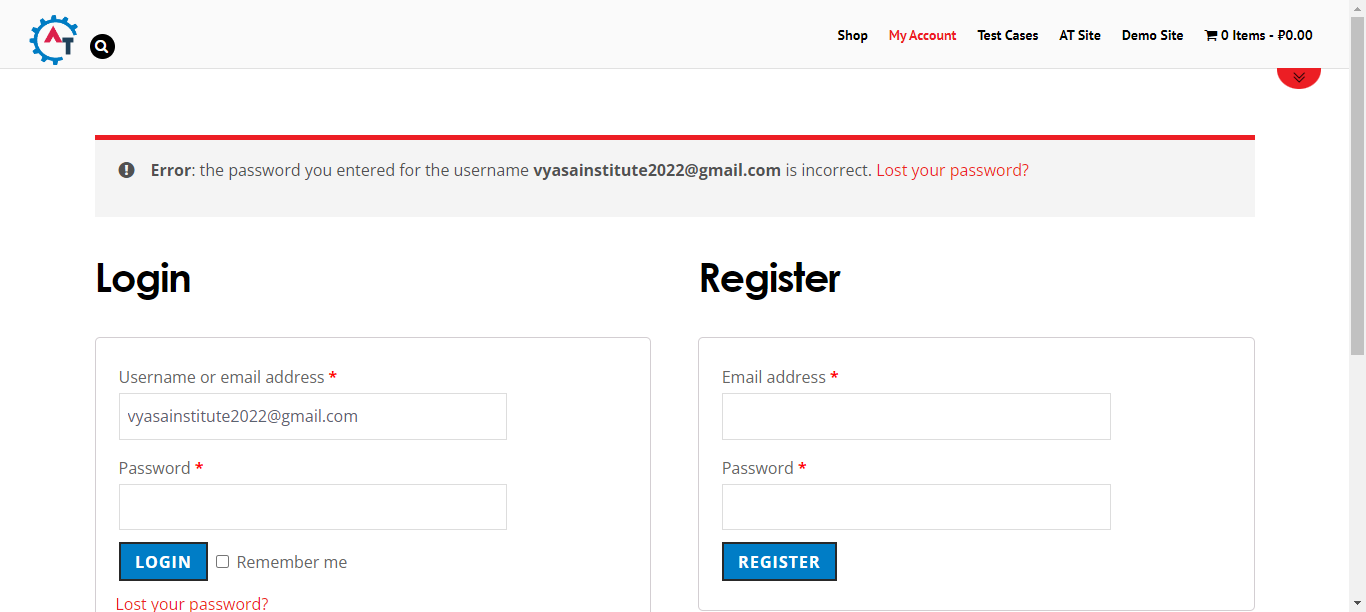 AT
Shop My Account Test Cases AT Site Demo Site 0 Items - ₽0.00
Error: the password you entered for the username vyasainstitute2022@gmail.com is incorrect. Lost your password?
Login
Register
Username or email address *
vyasainstitute2022@gmail.com
Password *
LOGIN Remember me
Lost your password?
Email address *
Password *
REGISTER